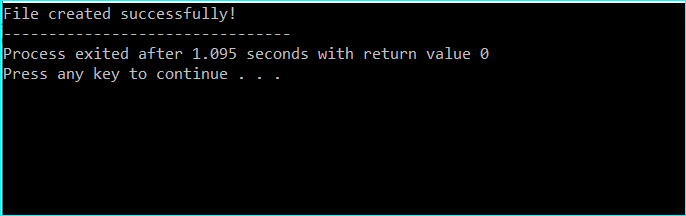 File created successfully!
--------------------------------
Process exited after 1.095 seconds with return value 0
Press any key to continue . . .